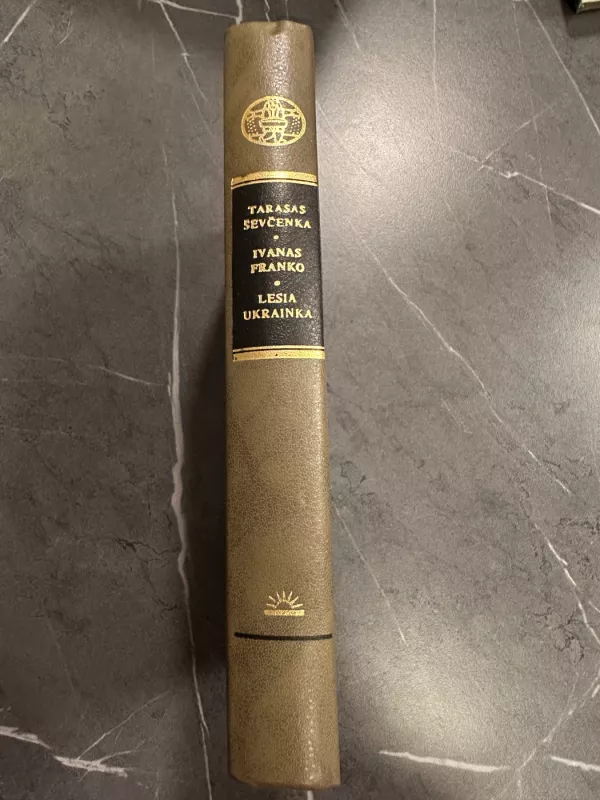 TARASAS
ŠEVČENKA
•
IVANAS
FRANKO
•
LESIA
UKRAINKA